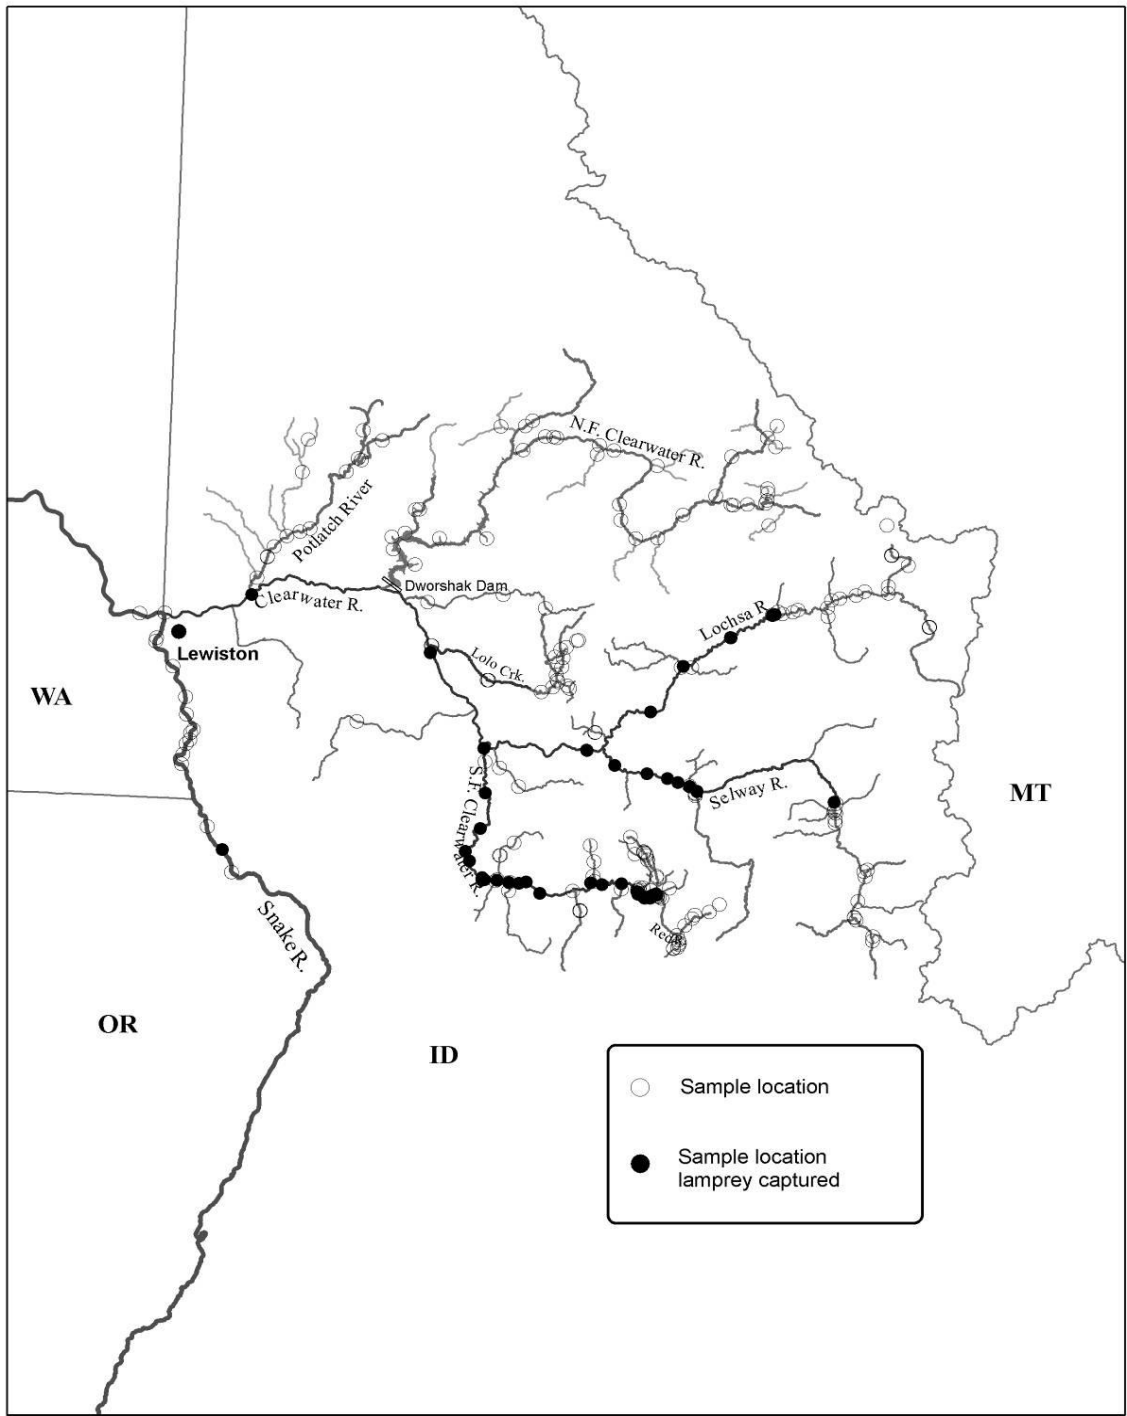 N.F. Clearwater R.
Potlatch River
Dworshak Dam
Clearwater R.
Lochsa R.
Lewiston
Lolo Crk.
WA
MT
Selway R.
S.F. Clearwater R.
Snake R.
Red R.
OR
ID
Sample location
Sample location
lamprey captured